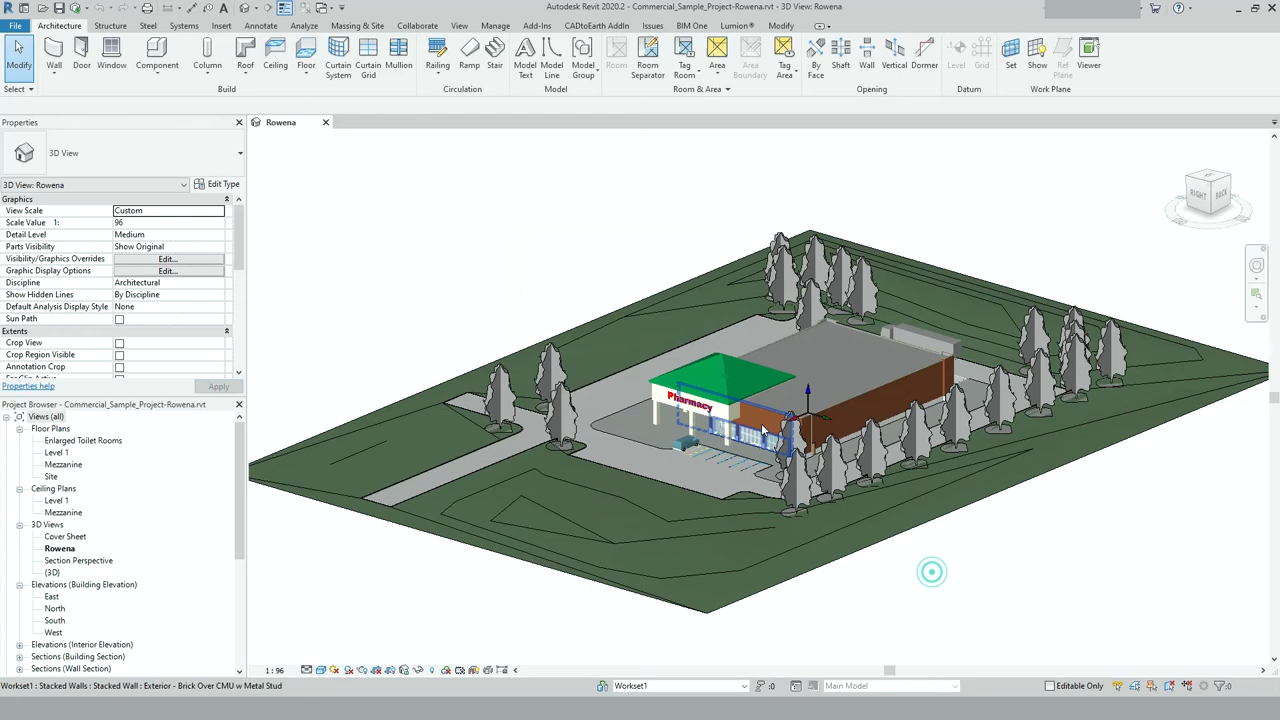 Autodesk Revit 2020.2 - Commercial_Sample_Project-Rowena.rvt - 3D View: Rowena
File Architecture Structure Steel Systems Insert Annotate Analyze Massing & Site Collaborate View Manage Add-Ins CADtoEarth AddIn Issues BIM One Lumion® Modify
Modify Wall Door Window Component Column Roof Ceiling Floor Curtain System Curtain Grid Mullion Railing Ramp Stair Model Text Model Line Model Group Room Room Separator Tag Room Area Area Boundary Tag Area By Face Shaft Wall Vertical Dormer Level Grid Set Show Ref Plane Viewer
Select Build Circulation Model Room & Area Opening Datum Work Plane
Properties
Rowena
3D View
3D View: Rowena Edit Type
Graphics
View Scale Custom
Scale Value 1: 96
Detail Level Medium
Parts Visibility Show Original
Visibility/Graphics Overrides Edit...
Graphic Display Options Edit...
Discipline Architectural
Show Hidden Lines By Discipline
Default Analysis Display Style None
Sun Path
Extents
Crop View
Crop Region Visible
Annotation Crop
Properties help Apply
Project Browser - Commercial_Sample_Project-Rowena.rvt
Views (all)
Floor Plans
Enlarged Toilet Rooms
Level 1
Mezzanine
Site
Ceiling Plans
Level 1
Mezzanine
3D Views
Cover Sheet
Rowena
Section Perspective
{3D}
Elevations (Building Elevation)
East
North
South
West
Elevations (Interior Elevation)
Sections (Building Section)
Sections (Wall Section)
RIGHT BACK
Pharmacy
1 : 96
Workset1 : Stacked Walls : Stacked Wall : Exterior - Brick Over CMU w Metal Stud
Workset1 :0 Main Model Editable Only :0